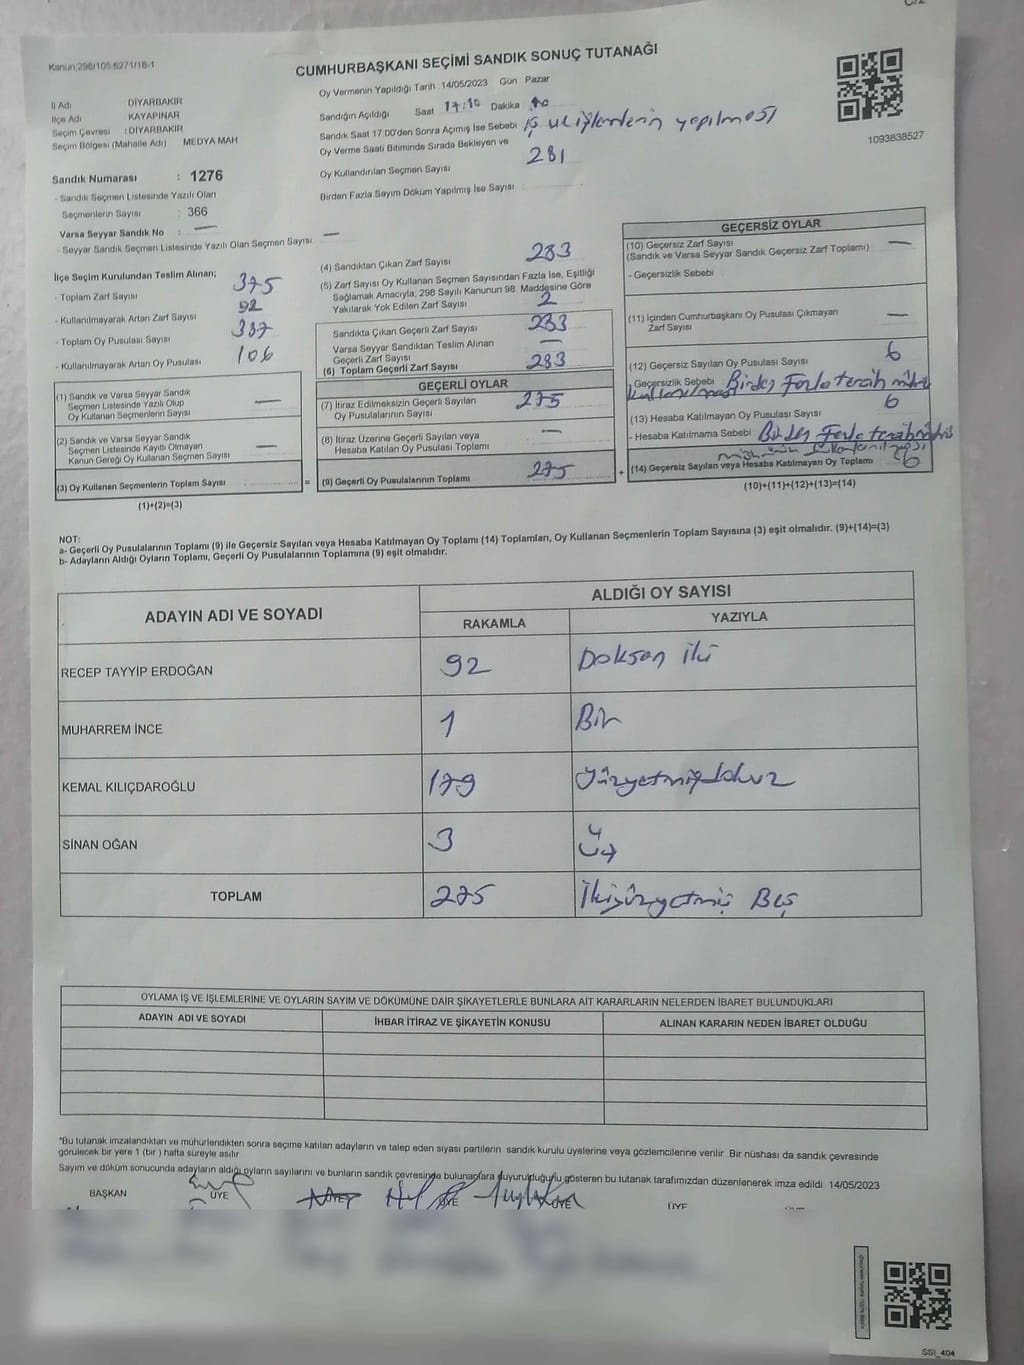 Kanun:298/105 6271/18-1
CUMHURBAŞKANI SEÇİMİ SANDIK SONUÇ TUTANAĞI
İl Adı DİYARBAKIR
İlçe Adı KAYAPINAR
Seçim Çevresi : DİYARBAKIR
Seçim Bölgesi (Mahalle Adı) MEDYA MAH
Sandık Numarası : 1276
- Sandık Seçmen Listesinde Yazılı Olan
Seçmenlerin Sayısı : 366
Varsa Seyyar Sandık No : —
- Seyyar Sandık Seçmen Listesinde Yazılı Olan Seçmen Sayısı —
Oy Vermenin Yapıldığı Tarih :14/05/2023 Gün Pazar
Sandığın Açıldığı Saat 17:10 Dakika 10
Sandık Saat 17:00'den Sonra Açımış İse Sebebi İş ve işlemlerin yapılması
Oy Verme Saati Bitiminde Sırada Bekleyen ve
Oy Kullandırılan Seçmen Sayısı 281
Birden Fazla Sayım Döküm Yapılmış İse Sayısı :
1093838527
İlçe Seçim Kurulundan Teslim Alınan;
- Toplam Zarf Sayısı 375
- Kullanılmayarak Artan Zarf Sayısı 92
- Toplam Oy Pusulası Sayısı 387
- Kullanılmayarak Artan Oy Pusulası 106
(1) Sandık ve Varsa Seyyar Sandık
Seçmen Listesinde Yazılı Olup
Oy Kullanan Seçmenlerin Sayısı —
(2) Sandık ve Varsa Seyyar Sandık
Seçmen Listesinde Kayıtlı Olmayan
Kanun Gereği Oy Kullanan Seçmen Sayısı —
(3) Oy Kullanan Seçmenlerin Toplam Sayısı :
(1)+(2)=(3)
(4) Sandıktan Çıkan Zarf Sayısı 283
(5) Zarf Sayısı Oy Kullanan Seçmen Sayısından Fazla İse, Eşitliği
Sağlamak Amacıyla, 298 Sayılı Kanunun 98. Maddesine Göre
Yakılarak Yok Edilen Zarf Sayısı 2
Sandıkta Çıkan Geçerli Zarf Sayısı 283
Varsa Seyyar Sandıktan Teslim Alınan
Geçerli Zarf Sayısı —
(6) Toplam Geçerli Zarf Sayısı 283
GEÇERLİ OYLAR
(7) İtiraz Edilmeksizin Geçerli Sayılan
Oy Pusulalarının Sayısı 275
(8) İtiraz Üzerine Geçerli Sayılan veya
Hesaba Katılan Oy Pusulası Toplamı —
= (9) Geçerli Oy Pusulalarının Toplamı 275 +
GEÇERSİZ OYLAR
(10) Geçersiz Zarf Sayısı
(Sandık ve Varsa Seyyar Sandık Geçersiz Zarf Toplamı) —
- Geçersizlik Sebebi
(11) İçinden Cumhurbaşkanı Oy Pusulası Çıkmayan
Zarf Sayısı —
(12) Geçersiz Sayılan Oy Pusulası Sayısı 6
- Geçersizlik Sebebi Birden Fazla tercih mührü
kullanılması
(13) Hesaba Katılmayan Oy Pusulası Sayısı 6
- Hesaba Katılmama Sebebi Birden Fazla tercih
(14) Geçersiz Sayılan veya Hesaba Katılmayan Oy Toplamı 6
(10)+(11)+(12)+(13)=(14)
NOT:
a- Geçerli Oy Pusulalarının Toplamı (9) ile Geçersiz Sayılan veya Hesaba Katılmayan Oy Toplamı (14) Toplamları, Oy Kullanan Seçmenlerin Toplam Sayısına (3) eşit olmalıdır. (9)+(14)=(3)
b- Adayların Aldığı Oyların Toplamı, Geçerli Oy Pusulalarının Toplamına (9) eşit olmalıdır.
ADAYIN ADI VE SOYADI
ALDIĞI OY SAYISI
RAKAMLA YAZIYLA
RECEP TAYYİP ERDOĞAN 92 Doksan iki
MUHARREM İNCE 1 Bir
KEMAL KILIÇDAROĞLU 179 Yüzyetmişdokuz
SİNAN OĞAN 3 Üç
TOPLAM 275 İkiyüzyetmiş Beş
OYLAMA İŞ VE İŞLEMLERİNE VE OYLARIN SAYIM VE DÖKÜMÜNE DAİR ŞİKAYETLERLE BUNLARA AİT KARARLARIN NELERDEN İBARET BULUNDUKLARI
ADAYIN ADI VE SOYADI İHBAR İTİRAZ VE ŞİKAYETİN KONUSU ALINAN KARARIN NEDEN İBARET OLDUĞU
*Bu tutanak imzalandıktan ve mühürlendikten sonra seçime katılan adayların ve talep eden siyasi partilerin sandık kurulu üyelerine veya gözlemcilerine verilir. Bir nüshası da sandık çevresinde
görülecek bir yere 1 (bir) hafta süreyle asılır
Sayım ve döküm sonucunda adayların aldığı oyların sayılarını ve bunların sandık çevresinde bulunanlara duyurulduğunu gösteren bu tutanak tarafımızdan düzenlenerek imza edildi 14/05/2023
BAŞKAN ÜYE ÜYE ÜYE ÜYE ÜYE
SSI_404